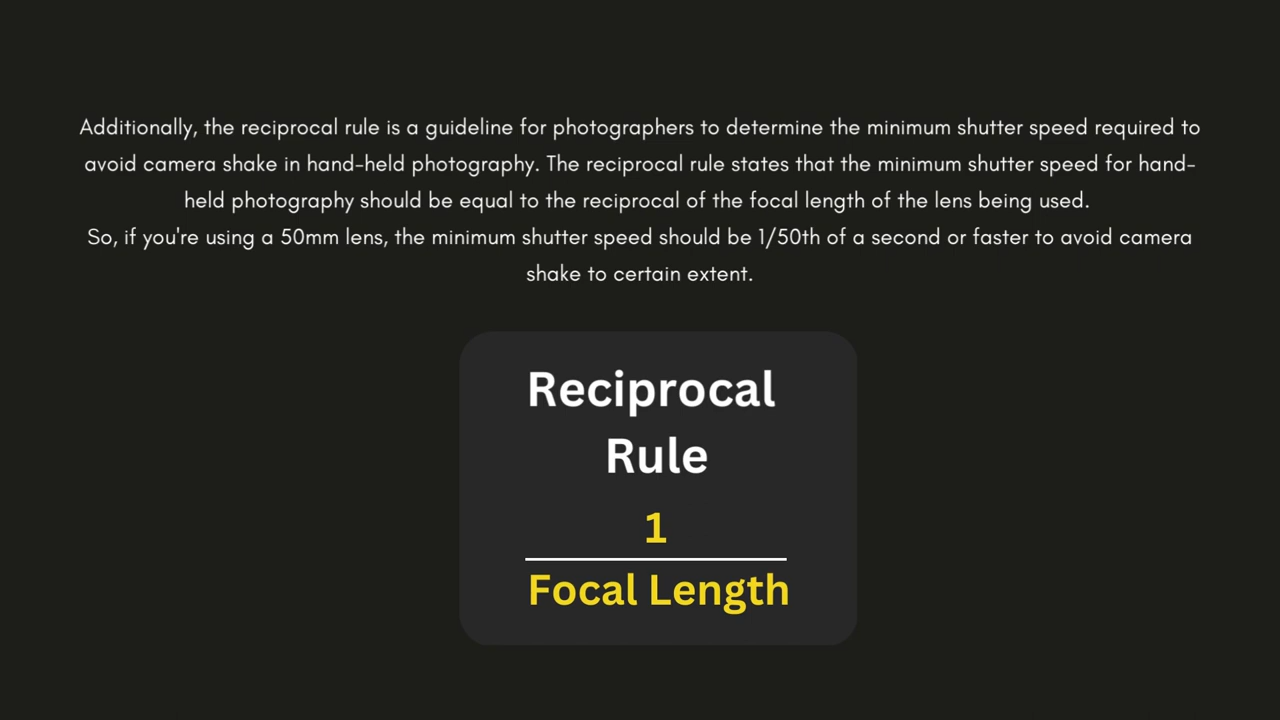 Additionally, the reciprocal rule is a guideline for photographers to determine the minimum shutter speed required to
avoid camera shake in hand-held photography. The reciprocal rule states that the minimum shutter speed for hand-
held photography should be equal to the reciprocal of the focal length of the lens being used.
So, if you're using a 50mm lens, the minimum shutter speed should be 1/50th of a second or faster to avoid camera
shake to certain extent.
Reciprocal
Rule
1
Focal Length